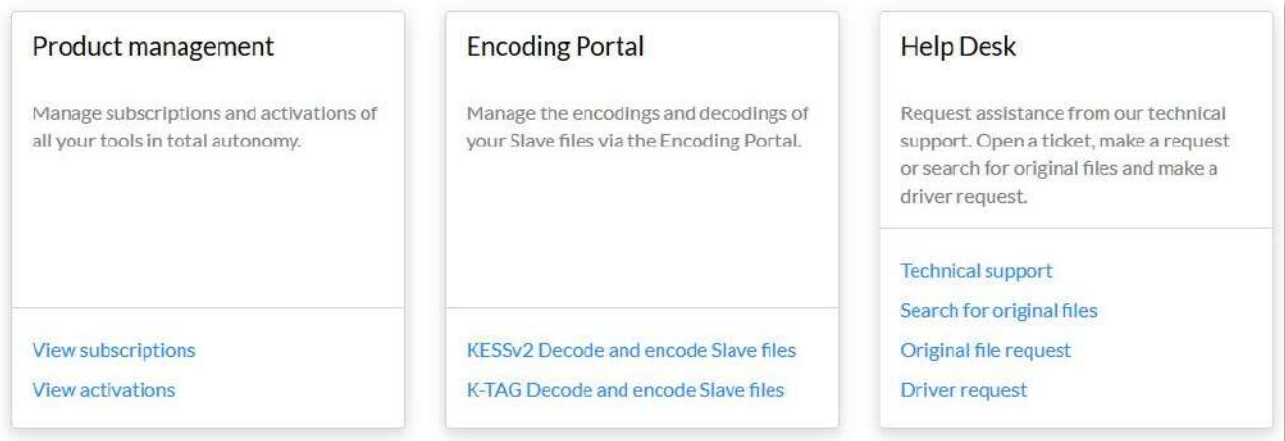 Product management
Manage subscriptions and activations of
all your tools in total autonomy.
View subscriptions
View activations
Encoding Portal
Manage the encodings and decodings of
your Slave files via the Encoding Portal.
KESSv2 Decode and encode Slave files
K-TAG Decode and encode Slave files
Help Desk
Request assistance from our technical
support. Open a ticket, make a request
or search for original files and make a
driver request.
Technical support
Search for original files
Original file request
Driver request